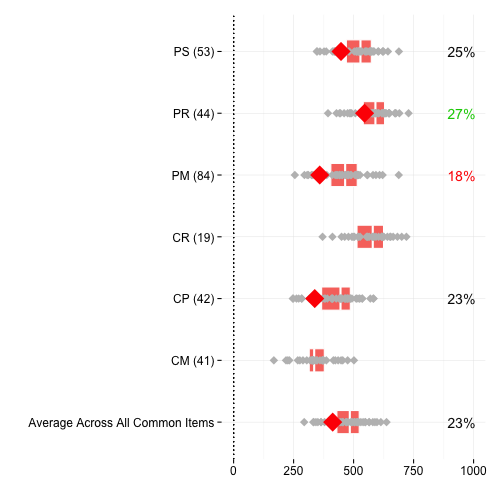 PS (53) 25%
PR (44) 27%
PM (84) 18%
CR (19)
CP (42) 23%
CM (41)
Average Across All Common Items 23%
0 250 500 750 1000